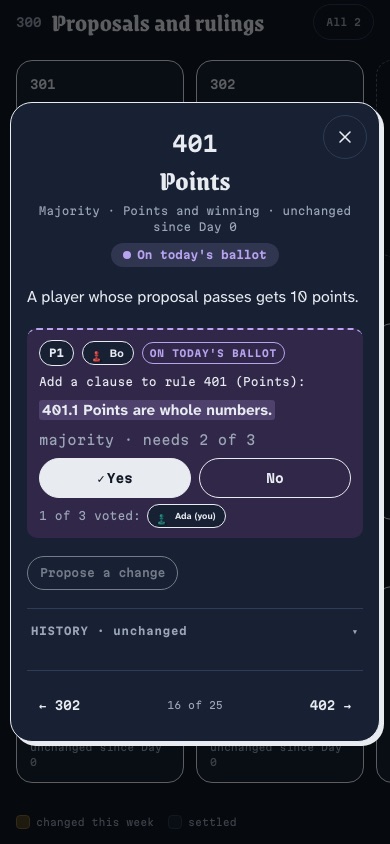 300 Proposals and rulings All 2
301 302
401
Points
Majority · Points and winning · unchanged
since Day 0
On today's ballot
A player whose proposal passes gets 10 points.
P1 Bo ON TODAY'S BALLOT
Add a clause to rule 401 (Points):
401.1 Points are whole numbers.
majority · needs 2 of 3
✓Yes No
1 of 3 voted: Ada (you)
Propose a change
HISTORY · unchanged ▾
← 302 16 of 25 402 →
unchanged since Day unchanged since Day
0 0
changed this week settled